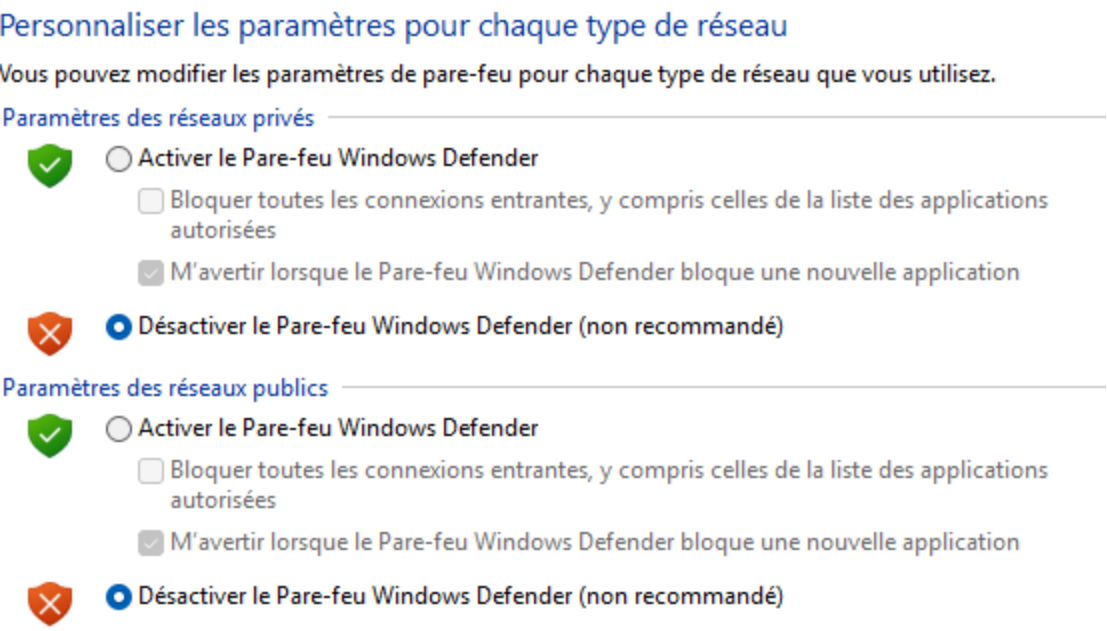 Personnaliser les paramètres pour chaque type de réseau
Vous pouvez modifier les paramètres de pare-feu pour chaque type de réseau que vous utilisez.
Paramètres des réseaux privés
Activer le Pare-feu Windows Defender
Bloquer toutes les connexions entrantes, y compris celles de la liste des applications
autorisées
M'avertir lorsque le Pare-feu Windows Defender bloque une nouvelle application
Désactiver le Pare-feu Windows Defender (non recommandé)
Paramètres des réseaux publics
Activer le Pare-feu Windows Defender
Bloquer toutes les connexions entrantes, y compris celles de la liste des applications
autorisées
M'avertir lorsque le Pare-feu Windows Defender bloque une nouvelle application
Désactiver le Pare-feu Windows Defender (non recommandé)